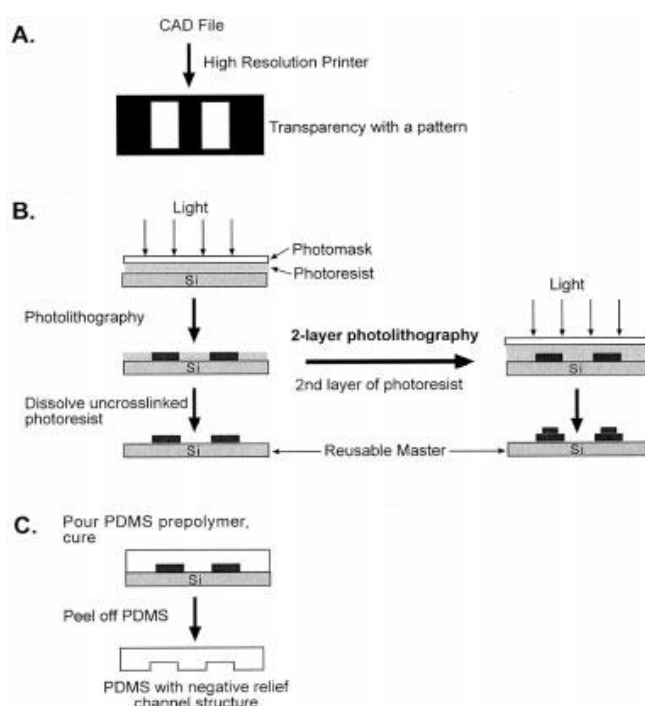 A.
CAD File
High Resolution Printer
Transparency with a pattern
B.
Light
Photomask
Photoresist
Si
Photolithography
Si
Dissolve uncrosslinked
photoresist
Si
2-layer photolithography
2nd layer of photoresist
Light
Si
Reusable Master
Si
C.
Pour PDMS prepolymer,
cure
Si
Peel off PDMS
PDMS with negative relief
channel structure